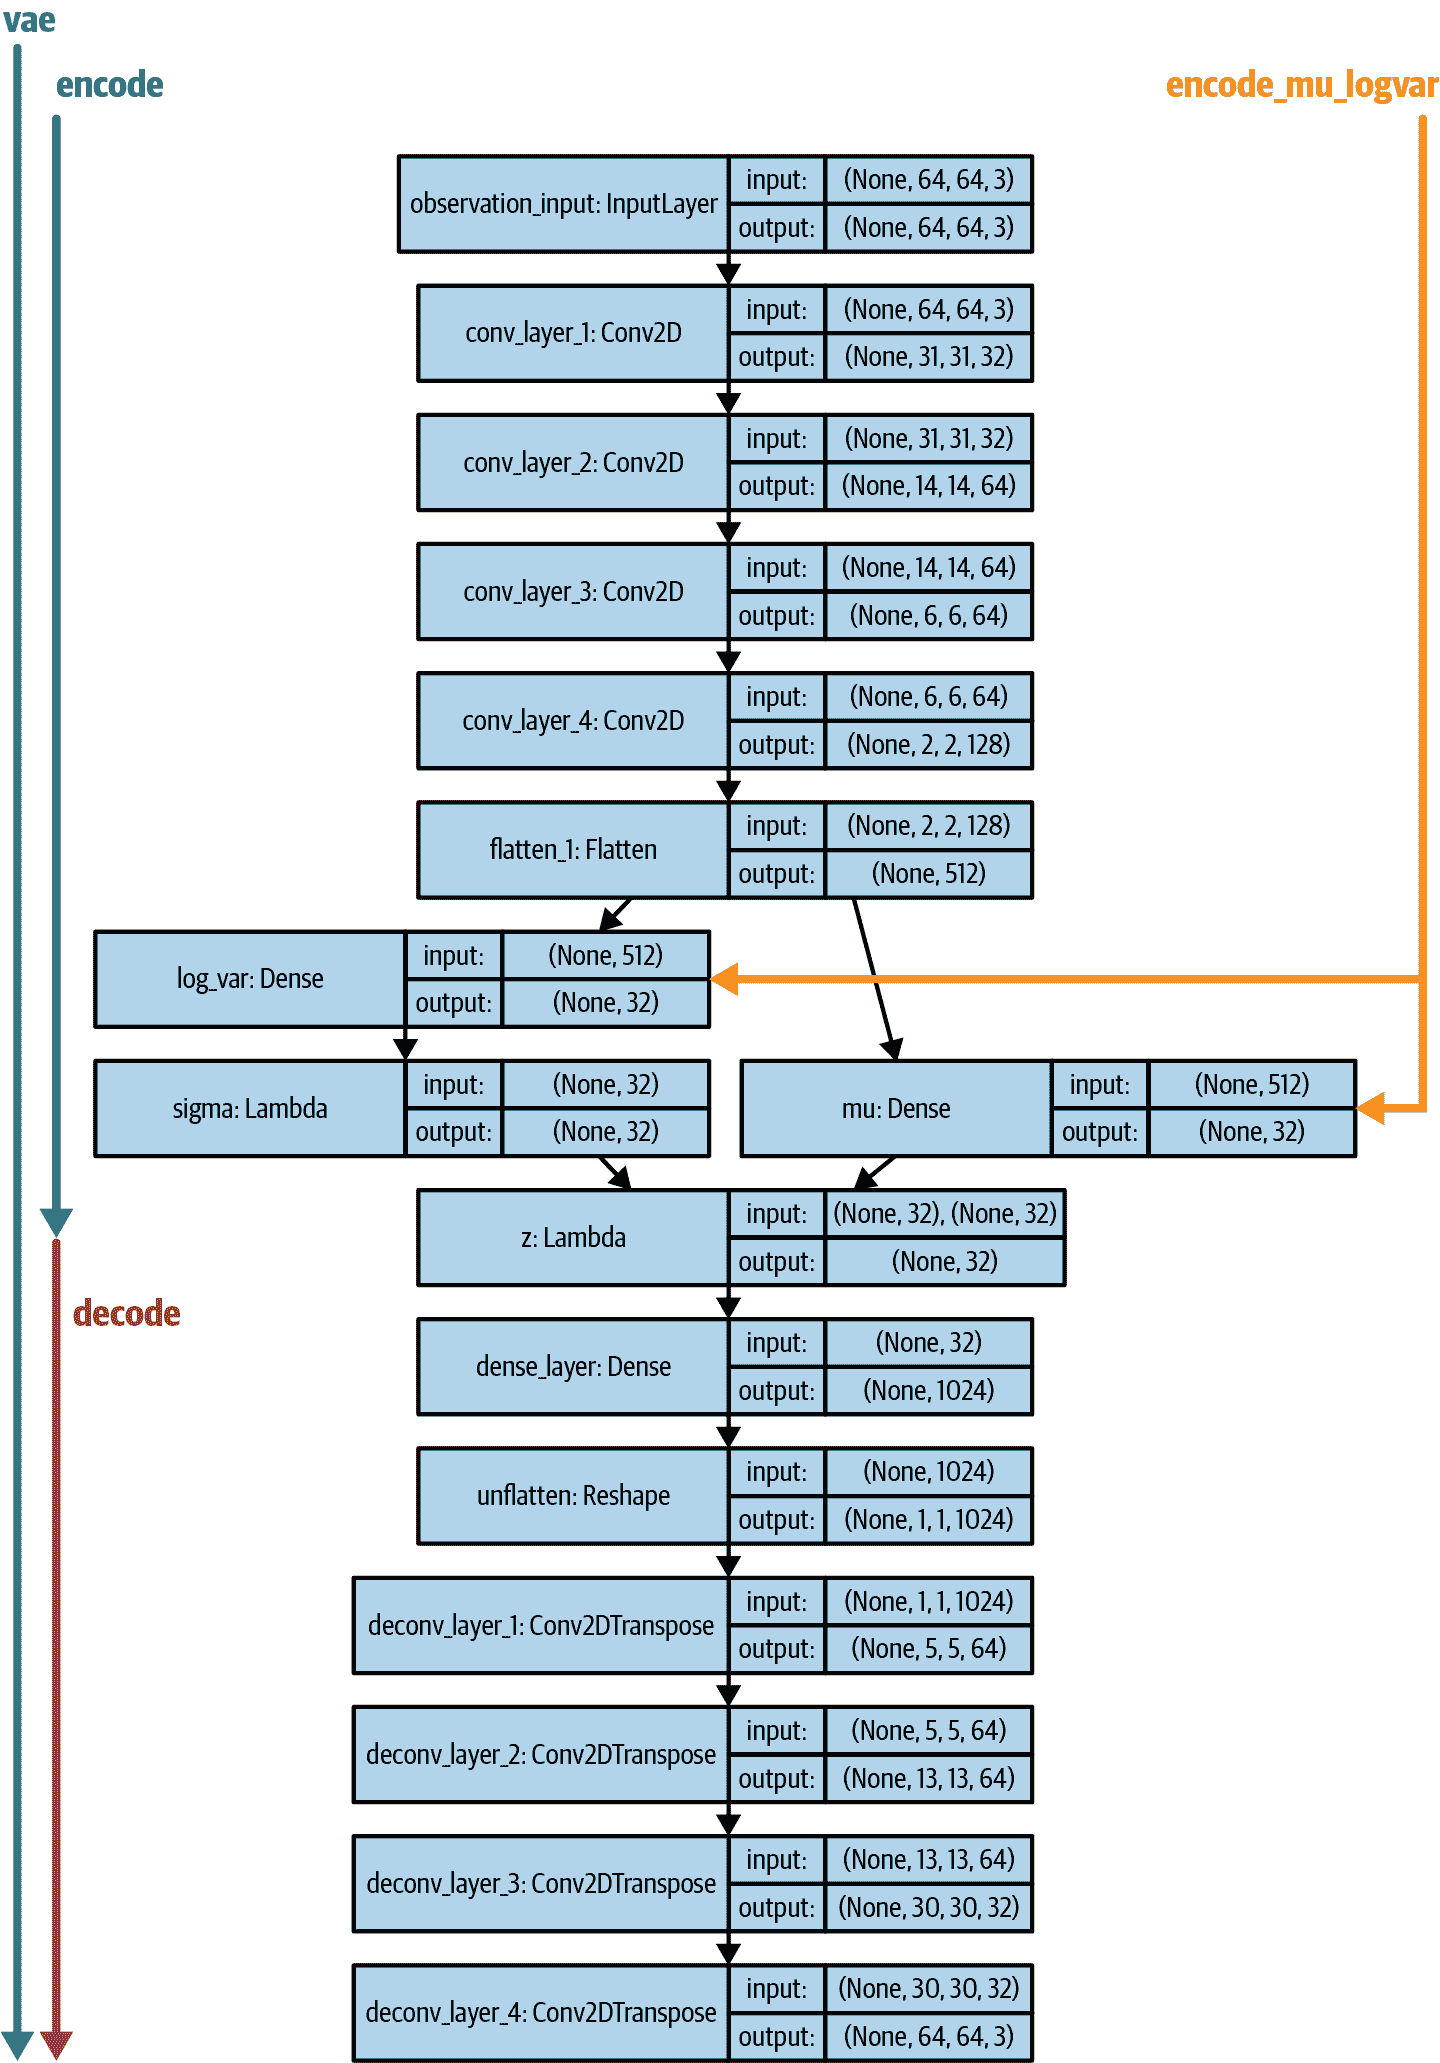 vae
encode
encode_mu_logvar
observation_input: InputLayer
input: (None, 64, 64, 3)
output: (None, 64, 64, 3)
conv_layer_1: Conv2D
input: (None, 64, 64, 3)
output: (None, 31, 31, 32)
conv_layer_2: Conv2D
input: (None, 31, 31, 32)
output: (None, 14, 14, 64)
conv_layer_3: Conv2D
input: (None, 14, 14, 64)
output: (None, 6, 6, 64)
conv_layer_4: Conv2D
input: (None, 6, 6, 64)
output: (None, 2, 2, 128)
flatten_1: Flatten
input: (None, 2, 2, 128)
output: (None, 512)
log_var: Dense
input: (None, 512)
output: (None, 32)
sigma: Lambda
input: (None, 32)
output: (None, 32)
mu: Dense
input: (None, 512)
output: (None, 32)
z: Lambda
input: (None, 32), (None, 32)
output: (None, 32)
decode
dense_layer: Dense
input: (None, 32)
output: (None, 1024)
unflatten: Reshape
input: (None, 1024)
output: (None, 1, 1, 1024)
deconv_layer_1: Conv2DTranspose
input: (None, 1, 1, 1024)
output: (None, 5, 5, 64)
deconv_layer_2: Conv2DTranspose
input: (None, 5, 5, 64)
output: (None, 13, 13, 64)
deconv_layer_3: Conv2DTranspose
input: (None, 13, 13, 64)
output: (None, 30, 30, 32)
deconv_layer_4: Conv2DTranspose
input: (None, 30, 30, 32)
output: (None, 64, 64, 3)